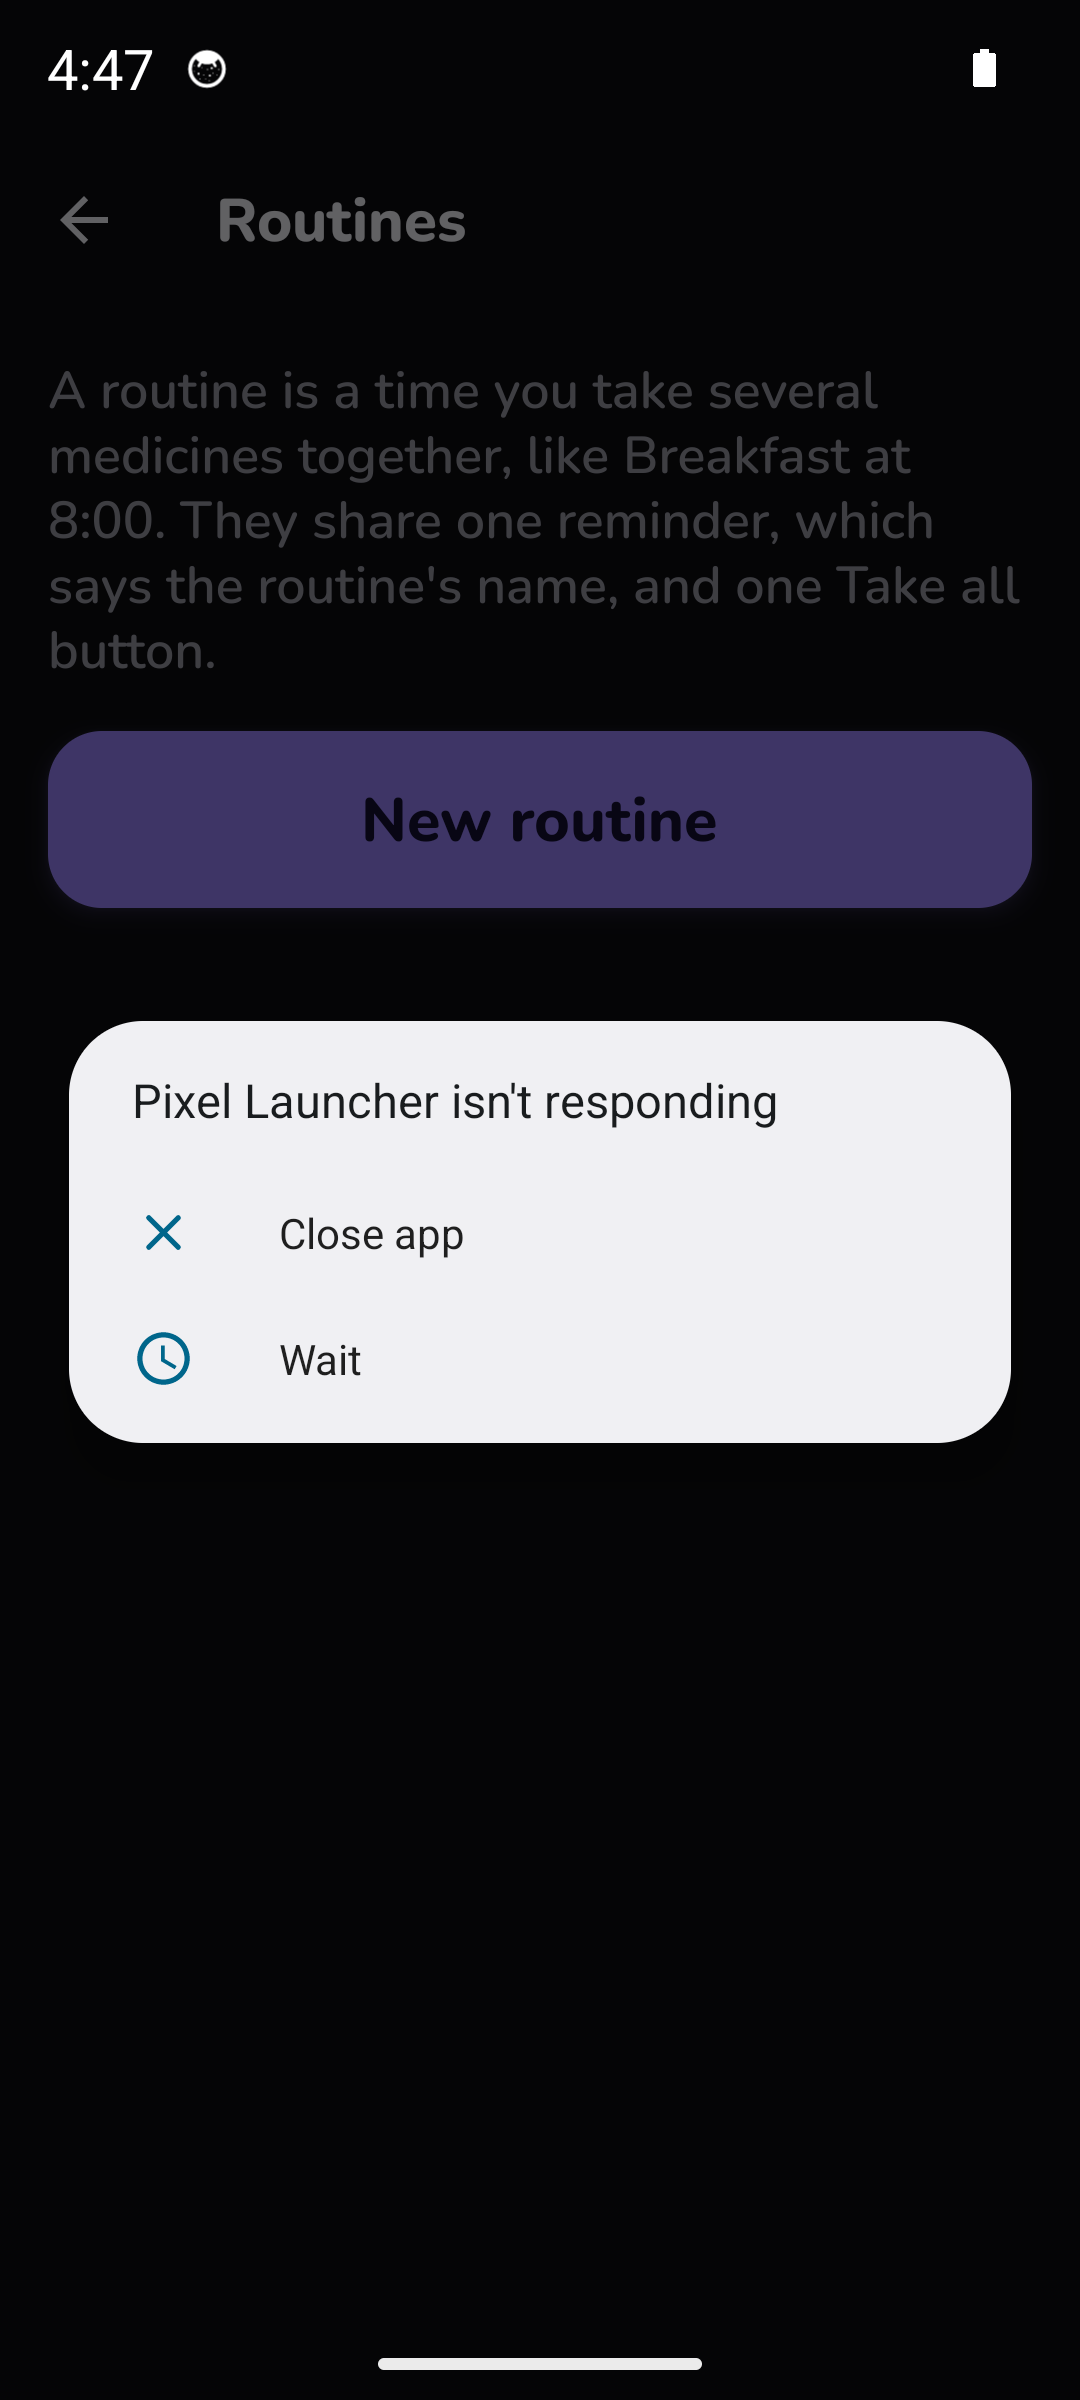 4:47
Routines
A routine is a time you take several
medicines together, like Breakfast at
8:00. They share one reminder, which
says the routine's name, and one Take all
button.
New routine
Pixel Launcher isn't responding
Close app
Wait